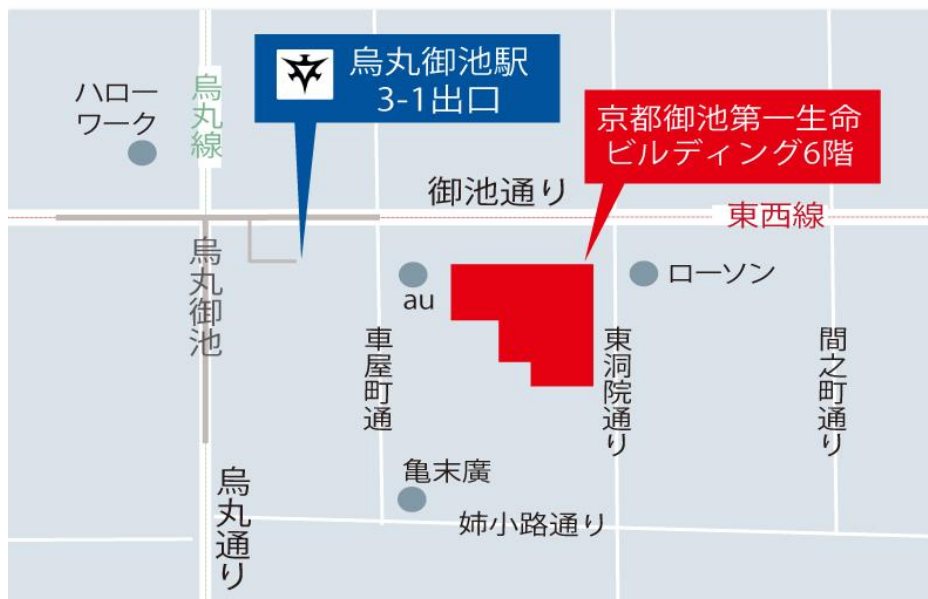 烏丸御池駅
3-1出口
ハロー
ワーク
烏丸線
京都御池第一生命
ビルディング6階
御池通り
東西線
烏丸御池
au
ローソン
車屋町通
東洞院通り
間之町通り
亀末廣
姉小路通り
烏丸通り